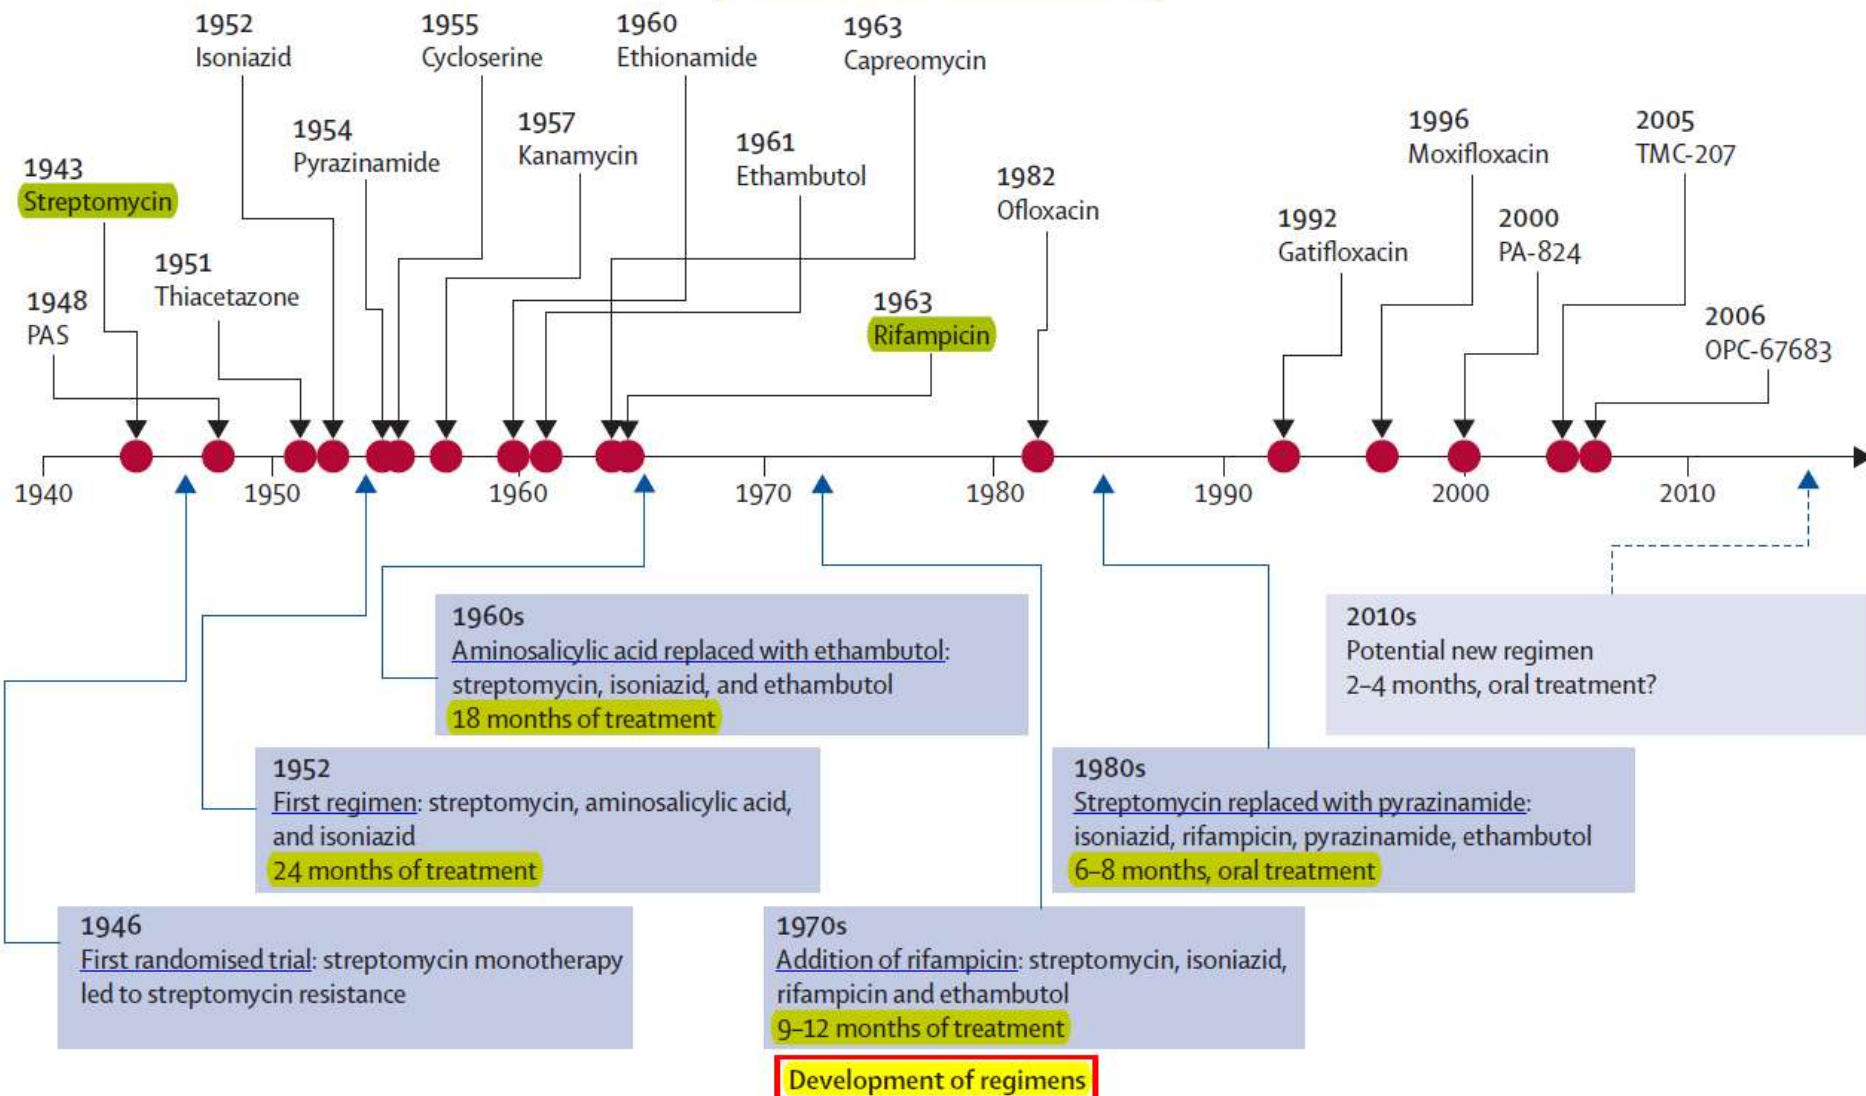 1952
Isoniazid
1955
Cycloserine
1960
Ethionamide
1963
Capreomycin
1943
Streptomycin
1954
Pyrazinamide
1957
Kanamycin
1961
Ethambutol
1996
Moxifloxacin
2005
TMC-207
1948
PAS
1951
Thiacetazone
1963
Rifampicin
1982
Ofloxacin
1992
Gatifloxacin
2000
PA-824
2006
OPC-67683
1940 1950 1960 1970 1980 1990 2000 2010
1960s
Aminosalicylic acid replaced with ethambutol:
streptomycin, isoniazid, and ethambutol
18 months of treatment
2010s
Potential new regimen
2–4 months, oral treatment?
1952
First regimen: streptomycin, aminosalicylic acid,
and isoniazid
24 months of treatment
1980s
Streptomycin replaced with pyrazinamide:
isoniazid, rifampicin, pyrazinamide, ethambutol
6–8 months, oral treatment
1946
First randomised trial: streptomycin monotherapy
led to streptomycin resistance
1970s
Addition of rifampicin: streptomycin, isoniazid,
rifampicin and ethambutol
9–12 months of treatment
Development of regimens